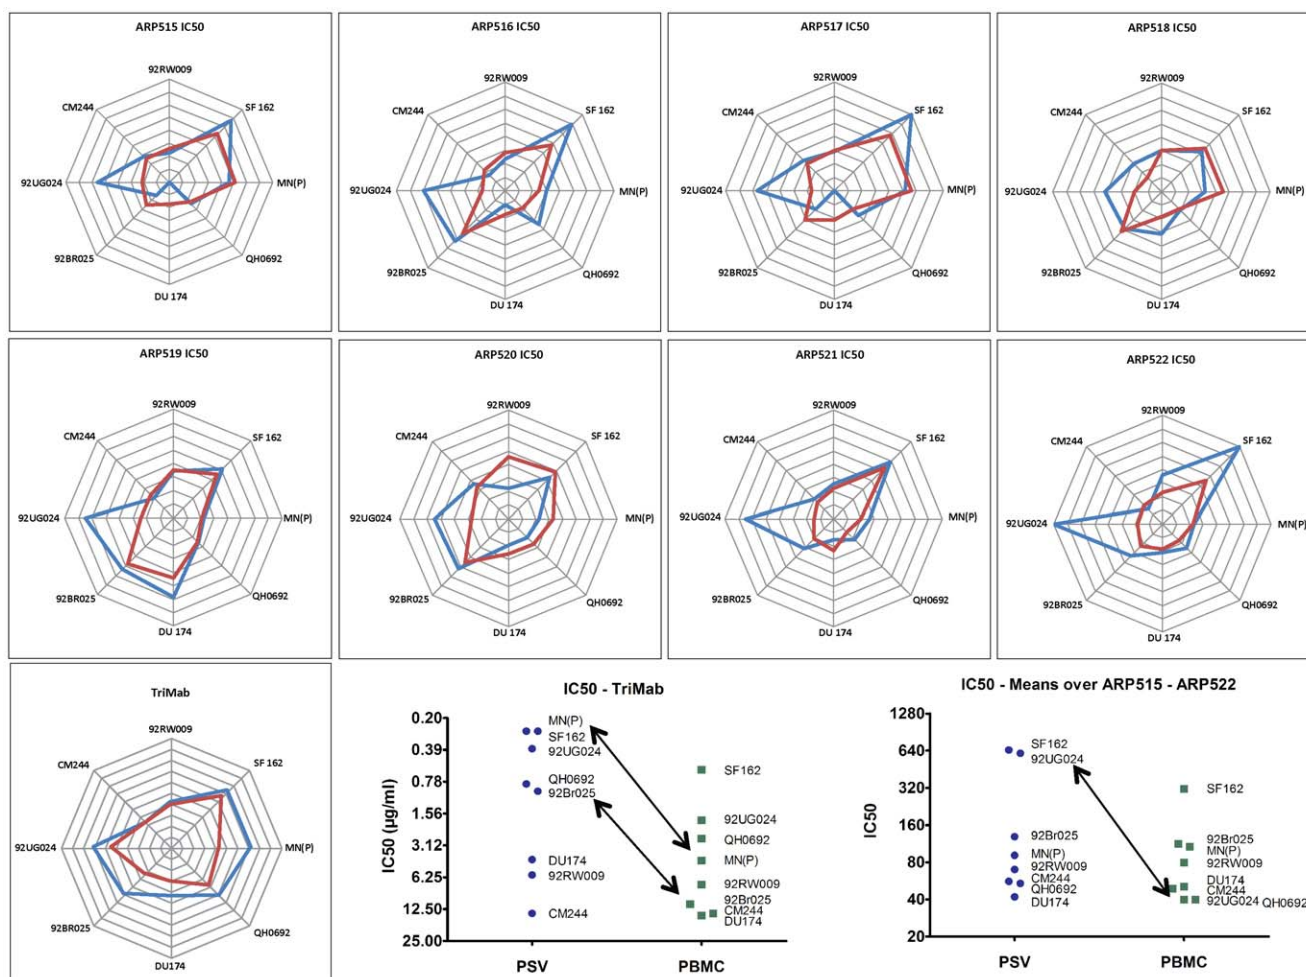 ARP515 IC50
92RW009
SF 162
MN(P)
QH0692
DU 174
92BR025
92UG024
CM244
ARP516 IC50
92RW009
SF 162
MN(P)
QH0692
DU 174
92BR025
92UG024
CM244
ARP517 IC50
92RW009
SF 162
MN(P)
QH0692
DU 174
92BR025
92UG024
CM244
ARP518 IC50
92RW009
SF 162
MN(P)
QH0692
DU 174
92BR025
92UG024
CM244
ARP519 IC50
92RW009
SF 162
MN(P)
QH0692
DU 174
92BR025
92UG024
CM244
ARP520 IC50
92RW009
SF 162
MN(P)
QH0692
DU 174
92BR025
92UG024
CM244
ARP521 IC50
92RW009
SF 162
MN(P)
QH0692
DU 174
92BR025
92UG024
CM244
ARP522 IC50
92RW009
SF 162
MN(P)
QH0692
DU 174
92BR025
92UG024
CM244
TriMab
92RW009
SF 162
MN(P)
QH0692
DU174
92BR025
92UG024
CM244
IC50 - TriMab
IC50 (µg/ml)
0.20
0.39
0.78
1.56
3.12
6.25
12.50
25.00
MN(P)
SF162
92UG024
QH0692
92Br025
DU174
92RW009
CM244
SF162
92UG024
QH0692
MN(P)
92RW009
92Br025
CM244
DU174
PSV
PBMC
IC50 - Means over ARP515 - ARP522
IC50
1280
640
320
160
80
40
20
SF162
92UG024
92Br025
MN(P)
92RW009
CM244
QH0692
DU174
SF162
92Br025
MN(P)
92RW009
DU174
CM244
92UG024 QH0692
PSV
PBMC